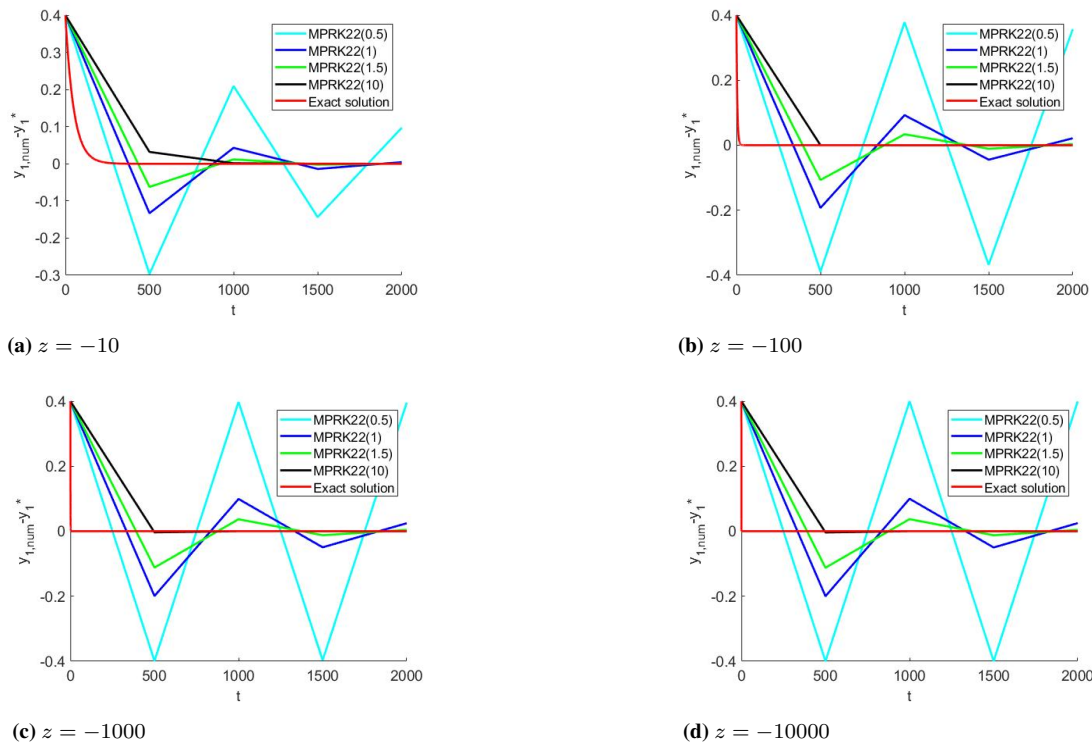 0.4
0.3
0.2
0.1
0
-0.1
-0.2
-0.3
y1,num-y1*
0 500 1000 1500 2000
t
MPRK22(0.5)
MPRK22(1)
MPRK22(1.5)
MPRK22(10)
Exact solution
(a) z = −10
0.4
0.2
0
-0.2
-0.4
y1,num-y1*
0 500 1000 1500 2000
t
MPRK22(0.5)
MPRK22(1)
MPRK22(1.5)
MPRK22(10)
Exact solution
(b) z = −100
0.4
0.2
0
-0.2
-0.4
y1,num-y1*
0 500 1000 1500 2000
t
MPRK22(0.5)
MPRK22(1)
MPRK22(1.5)
MPRK22(10)
Exact solution
(c) z = −1000
0.4
0.2
0
-0.2
-0.4
y1,num-y1*
0 500 1000 1500 2000
t
MPRK22(0.5)
MPRK22(1)
MPRK22(1.5)
MPRK22(10)
Exact solution
(d) z = −10000